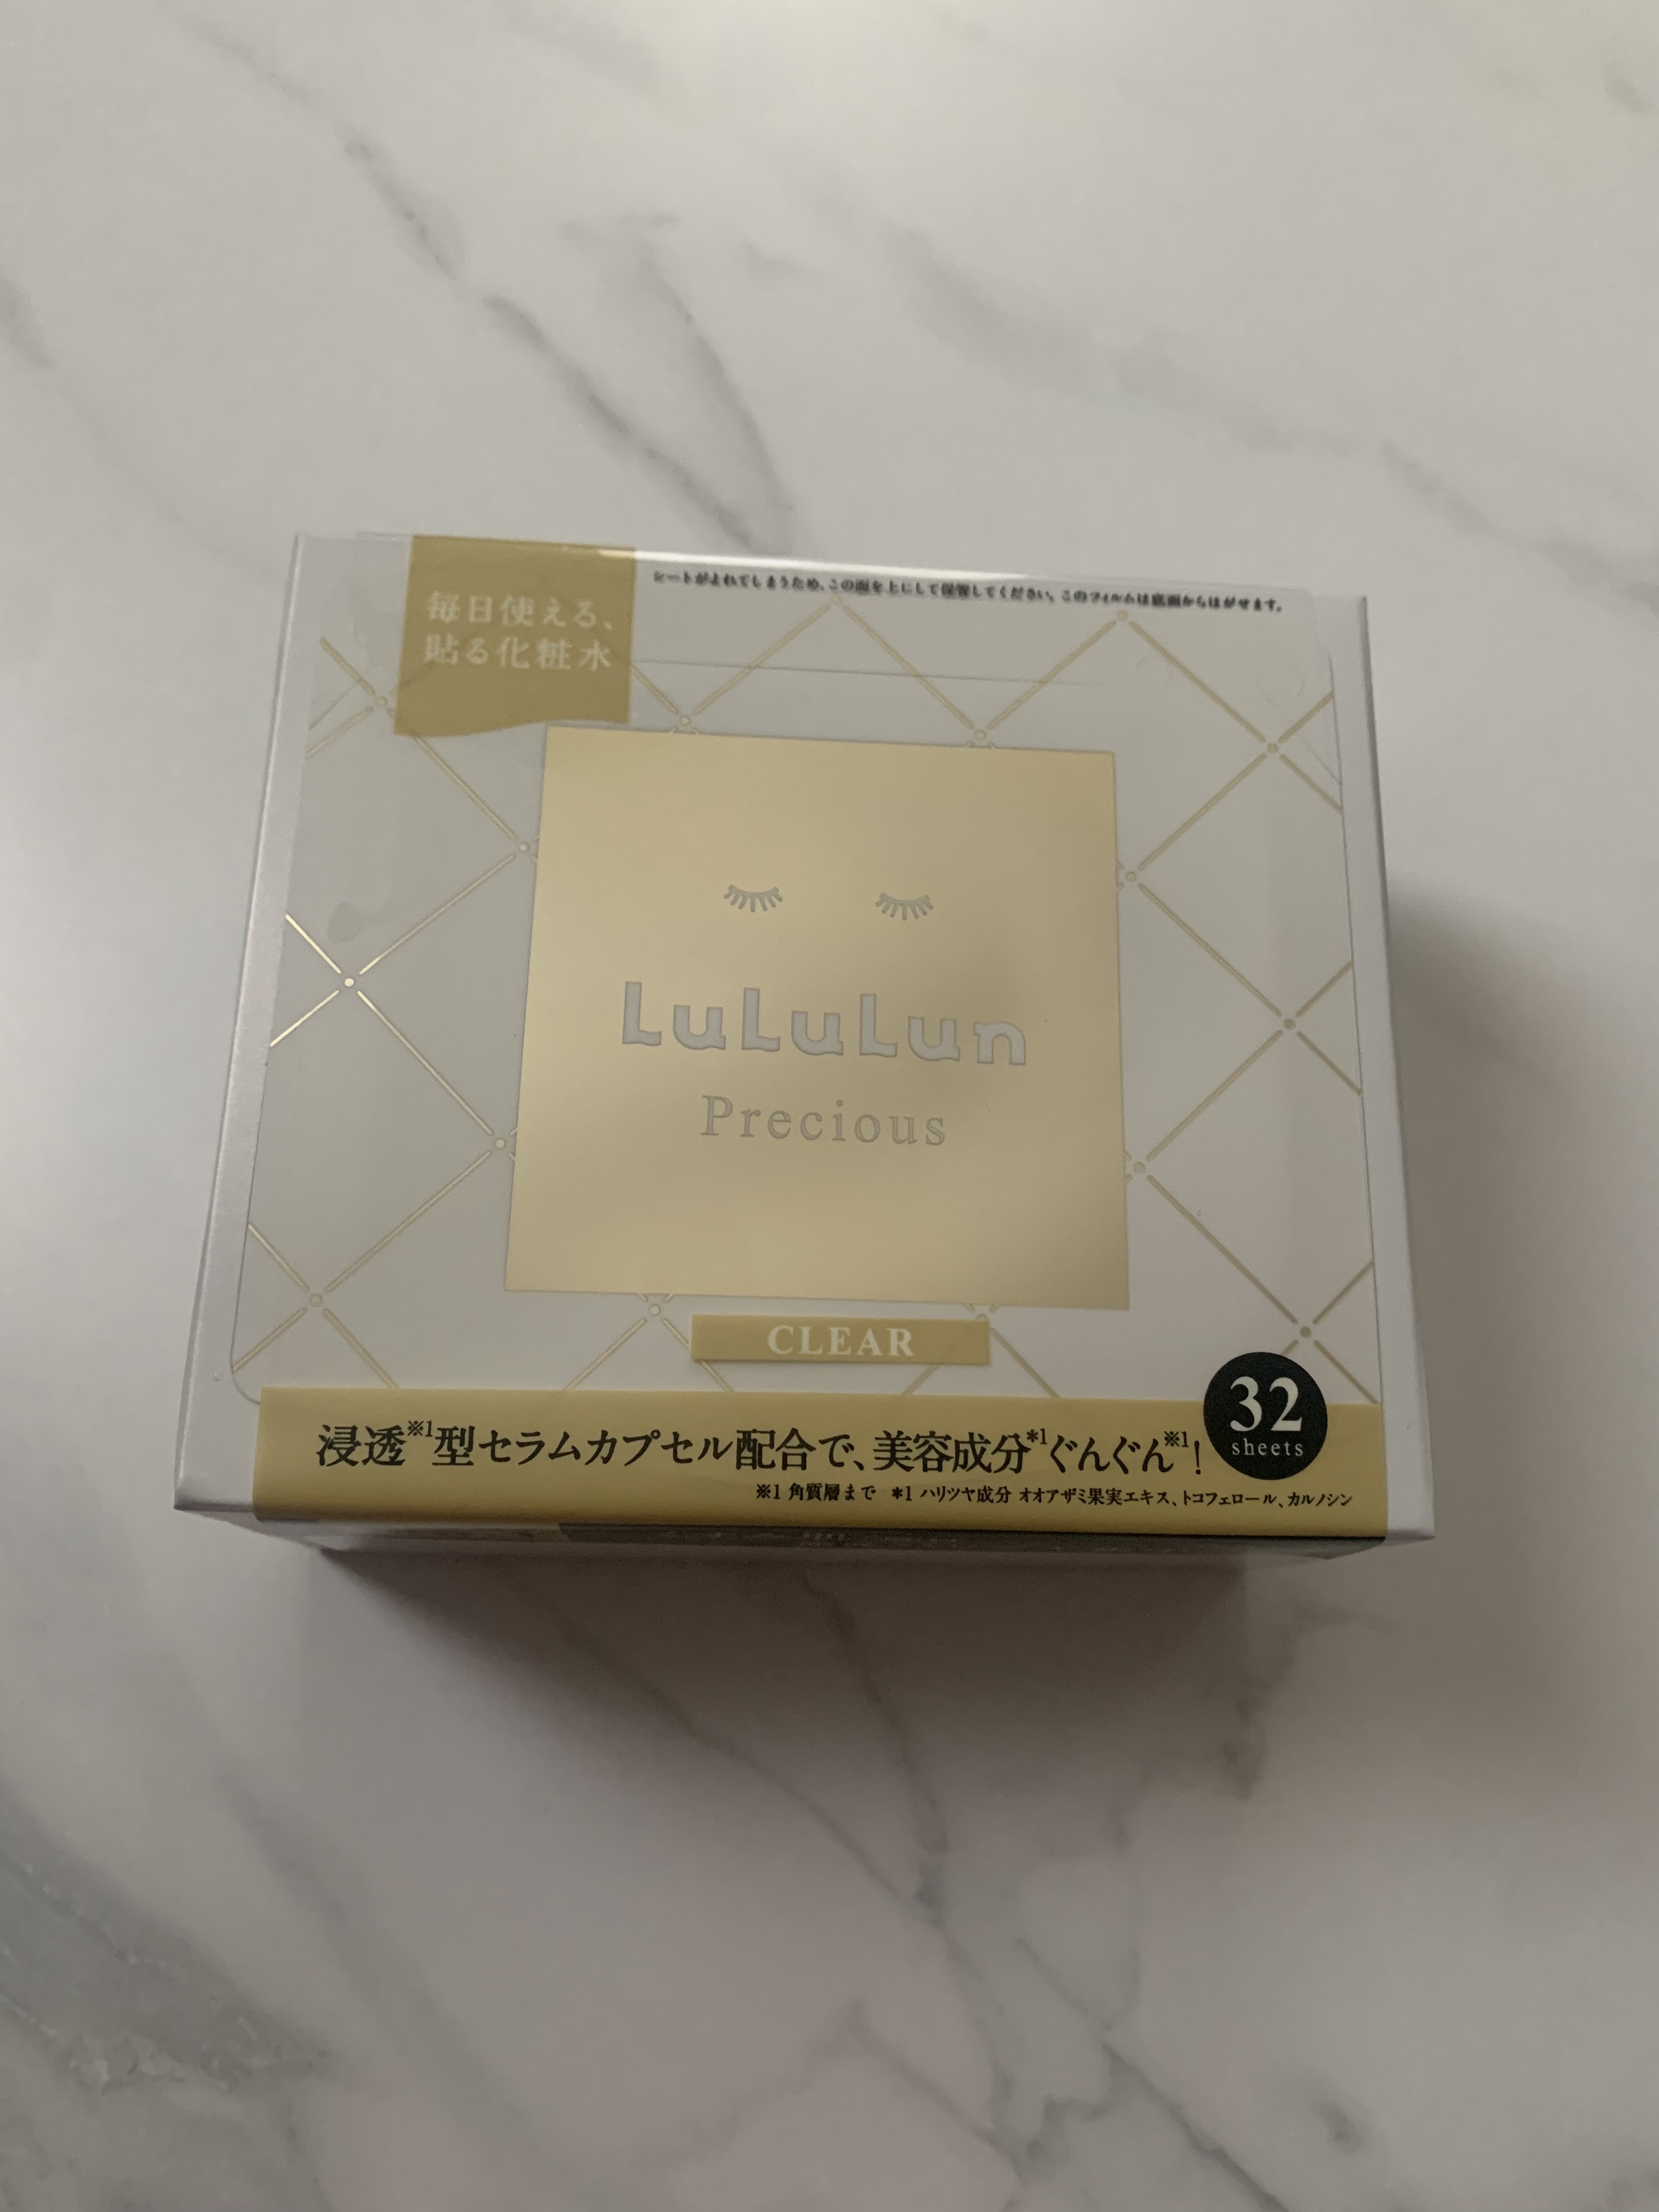 シートがよれてしまうため、この面を上にして保管してください。このフィルムは底面からはがせます。
毎日使える、
貼る化粧水
LuLuLun
Precious
CLEAR
32
sheets
浸透※1型セラムカプセル配合で、美容成分*1ぐんぐん※1!
※1 角質層まで *1 ハリツヤ成分 オオアザミ果実エキス、トコフェロール、カルノシン